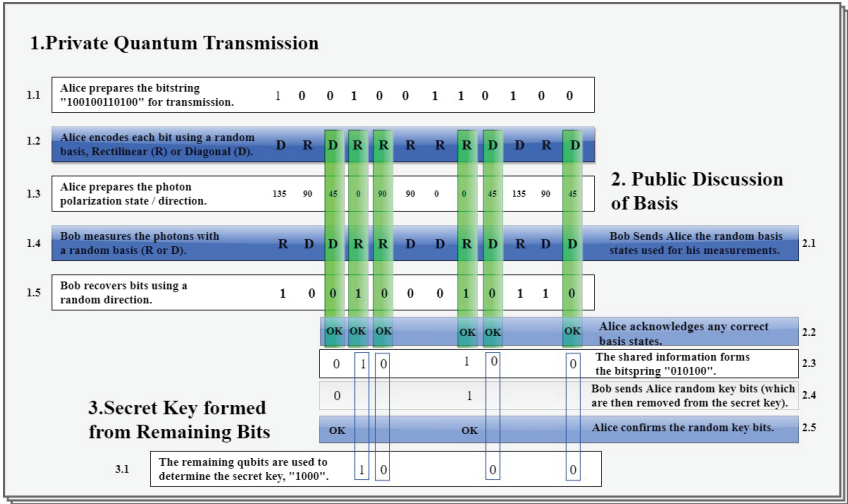 1.Private Quantum Transmission
1.1 Alice prepares the bitstring
"100100110100" for transmission.
1 0 0 1 0 0 1 1 0 1 0 0
1.2 Alice encodes each bit using a random
basis, Rectilinear (R) or Diagonal (D).
D R D R R R R R D D R D
1.3 Alice prepares the photon
polarization state / direction.
135 90 45 0 90 90 0 0 45 135 90 45
2. Public Discussion
of Basis
1.4 Bob measures the photons with
a random basis (R or D).
R D D R R D D R D R D D
Bob Sends Alice the random basis
states used for his measurements.
2.1
1.5 Bob recovers bits using a
random direction.
1 0 0 1 0 0 0 1 0 1 1 0
OK OK OK OK OK OK
Alice acknowledges any correct
basis states.
2.2
0 1 0 1 0 0
The shared information forms
the bitspring "010100".
2.3
0 1
Bob sends Alice random key bits (which
are then removed from the secret key).
2.4
3.Secret Key formed
from Remaining Bits
OK OK
Alice confirms the random key bits.
2.5
3.1 The remaining qubits are used to
determine the secret key, "1000".
1 0 0 0